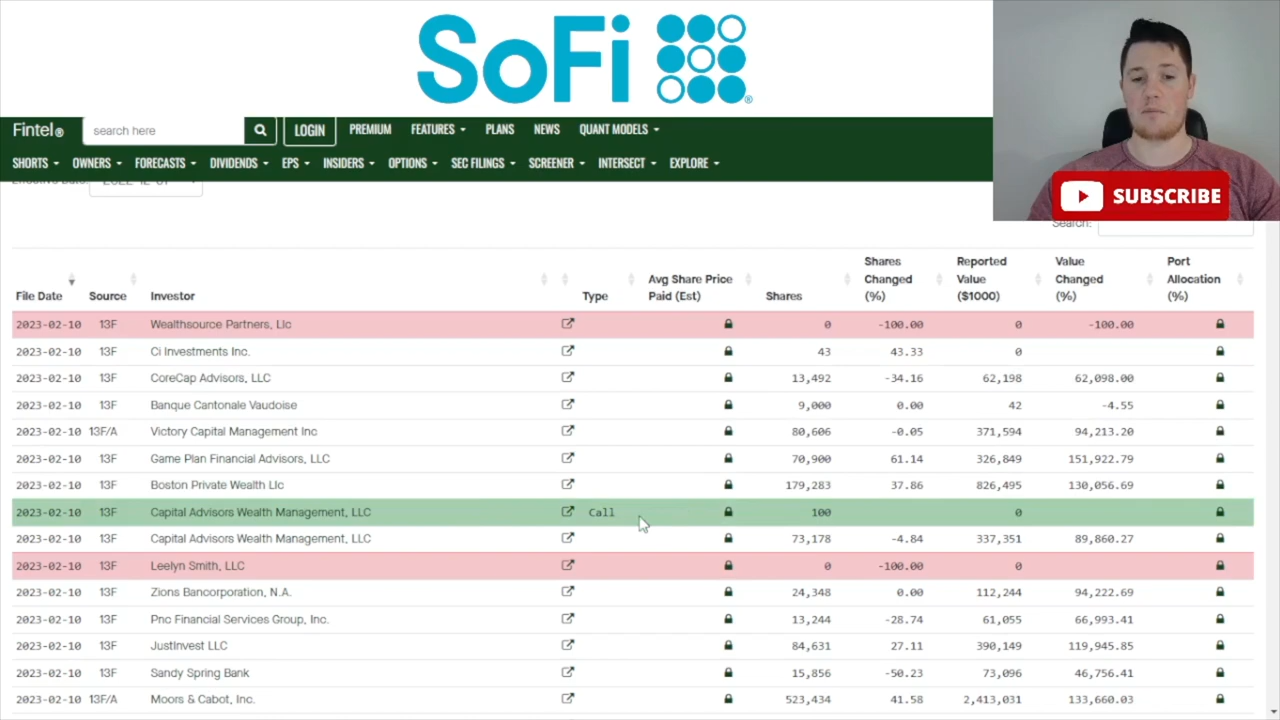 SoFi
Fintel® search here LOGIN PREMIUM FEATURES PLANS NEWS QUANT MODELS
SHORTS OWNERS FORECASTS DIVIDENDS EPS INSIDERS OPTIONS SEC FILINGS SCREENER INTERSECT EXPLORE
SUBSCRIBE
Effective Date: 2022-12-07
Search:
File Date Source Investor Type Avg Share Price Paid (Est) Shares Shares Changed (%) Reported Value ($1000) Value Changed (%) Port Allocation (%)
2023-02-10 13F Wealthsource Partners, Llc 0 -100.00 0 -100.00
2023-02-10 13F Ci Investments Inc. 43 43.33 0
2023-02-10 13F CoreCap Advisors, LLC 13,492 -34.16 62,198 62,098.00
2023-02-10 13F Banque Cantonale Vaudoise 9,000 0.00 42 -4.55
2023-02-10 13F/A Victory Capital Management Inc 80,606 -0.05 371,594 94,213.20
2023-02-10 13F Game Plan Financial Advisors, LLC 70,900 61.14 326,849 151,922.79
2023-02-10 13F Boston Private Wealth Llc 179,283 37.86 826,495 130,056.69
2023-02-10 13F Capital Advisors Wealth Management, LLC Call 100 0
2023-02-10 13F Capital Advisors Wealth Management, LLC 73,178 -4.84 337,351 89,860.27
2023-02-10 13F Leelyn Smith, LLC 0 -100.00 0
2023-02-10 13F Zions Bancorporation, N.A. 24,348 0.00 112,244 94,222.69
2023-02-10 13F Pnc Financial Services Group, Inc. 13,244 -28.74 61,055 66,993.41
2023-02-10 13F JustInvest LLC 84,631 27.11 390,149 119,945.85
2023-02-10 13F Sandy Spring Bank 15,856 -50.23 73,096 46,756.41
2023-02-10 13F/A Moors & Cabot, Inc. 523,434 41.58 2,413,031 133,660.03